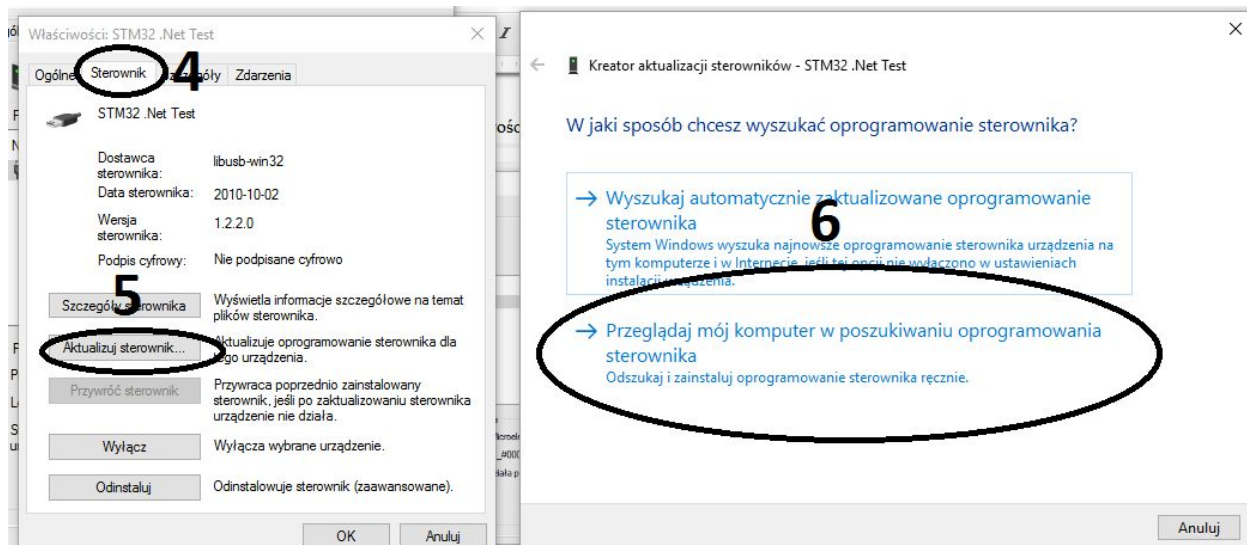 Właściwości: STM32 .Net Test
4
Ogólne Sterownik Szczegóły Zdarzenia
STM32 .Net Test
Dostawca
sterownika:
libusb-win32
Data sterownika: 2010-10-02
Wersja
sterownika:
1.2.2.0
Podpis cyfrowy: Nie podpisane cyfrowo
5
Szczegóły sterownika
Wyświetla informacje szczegółowe na temat
plików sterownika.
Aktualizuj sterownik...
Aktualizuje oprogramowanie sterownika dla
tego urządzenia.
Przywróć sterownik
Przywraca poprzednio zainstalowany
sterownik, jeśli po zaktualizowaniu sterownika
urządzenie nie działa.
Wyłącz
Wyłącza wybrane urządzenie.
Odinstaluj
Odinstalowuje sterownik (zaawansowane).
OK Anuluj
I
Kreator aktualizacji sterowników - STM32 .Net Test
W jaki sposób chcesz wyszukać oprogramowanie sterownika?
Wyszukaj automatycznie zaktualizowane oprogramowanie
sterownika
6
System Windows wyszuka najnowsze oprogramowanie sterownika urządzenia na
tym komputerze i w Internecie, jeśli tej opcji nie wyłączono w ustawieniach
instalacji urządzenia.
Przeglądaj mój komputer w poszukiwaniu oprogramowania
sterownika
Odszukaj i zainstaluj oprogramowanie sterownika ręcznie.
Anuluj